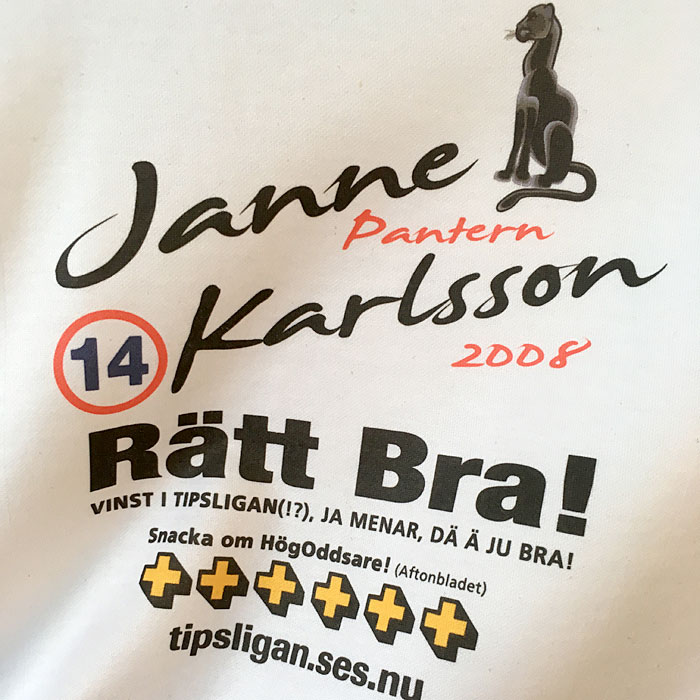 Janne
Pantern
Karlsson
14
2008
Rätt Bra!
VINST I TIPSLIGAN(!?), JA MENAR, DÄ Ä JU BRA!
Snacka om HögOddsare! (Aftonbladet)
tipsligan.ses.nu